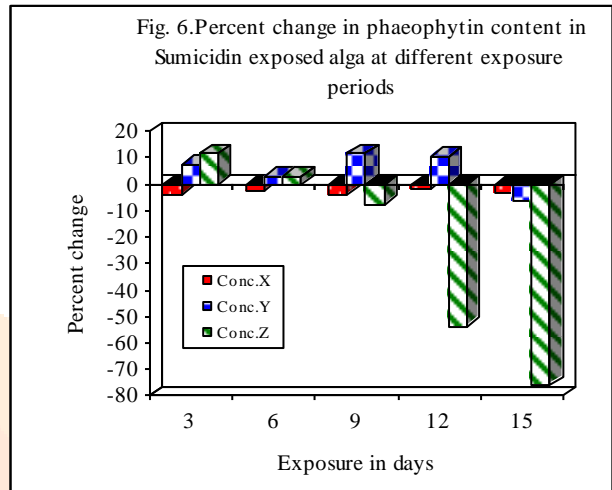 Fig. 6.Percent change in phaeophytin content in
Sumicidin exposed alga at different exposure
periods
20
10
0
-10
-20
-30
-40
-50
-60
-70
-80
Percent change
Conc.X
Conc.Y
Conc.Z
3 6 9 12 15
Exposure in days